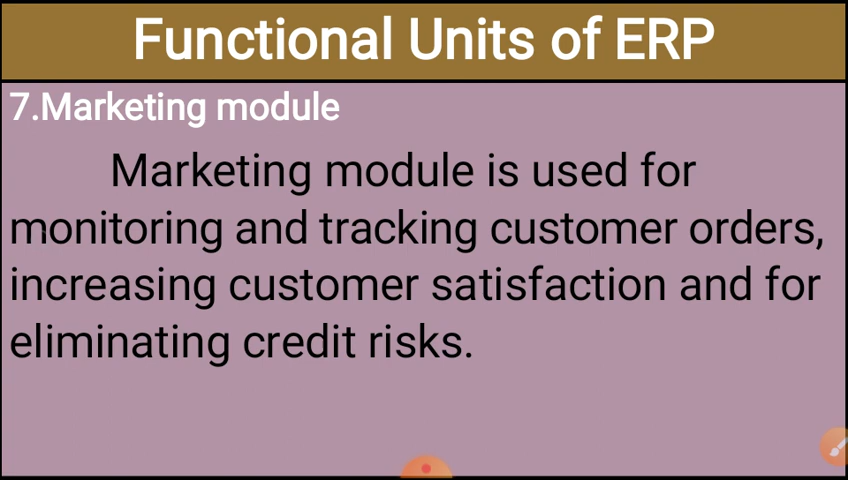 Functional Units of ERP
7.Marketing module
Marketing module is used for
monitoring and tracking customer orders,
increasing customer satisfaction and for
eliminating credit risks.